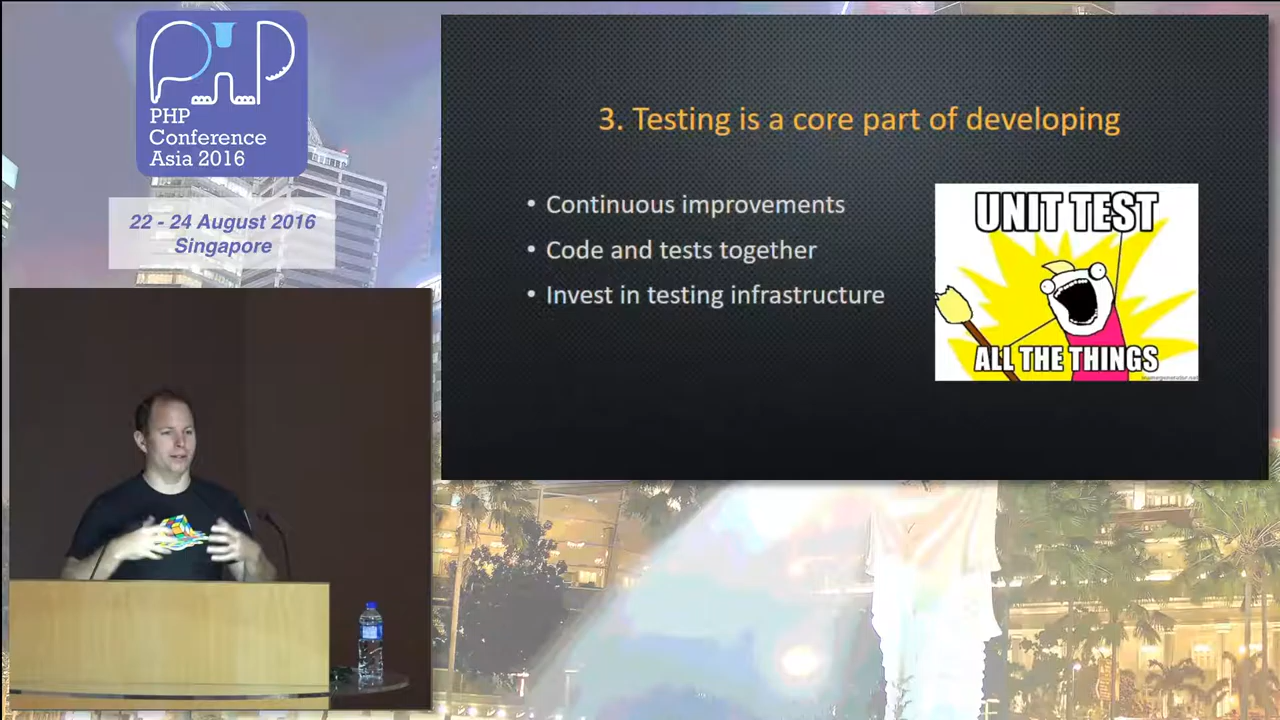 PHP
Conference
Asia 2016
22 - 24 August 2016
Singapore
3. Testing is a core part of developing
• Continuous improvements
• Code and tests together
• Invest in testing infrastructure
UNIT TEST
ALL THE THINGS